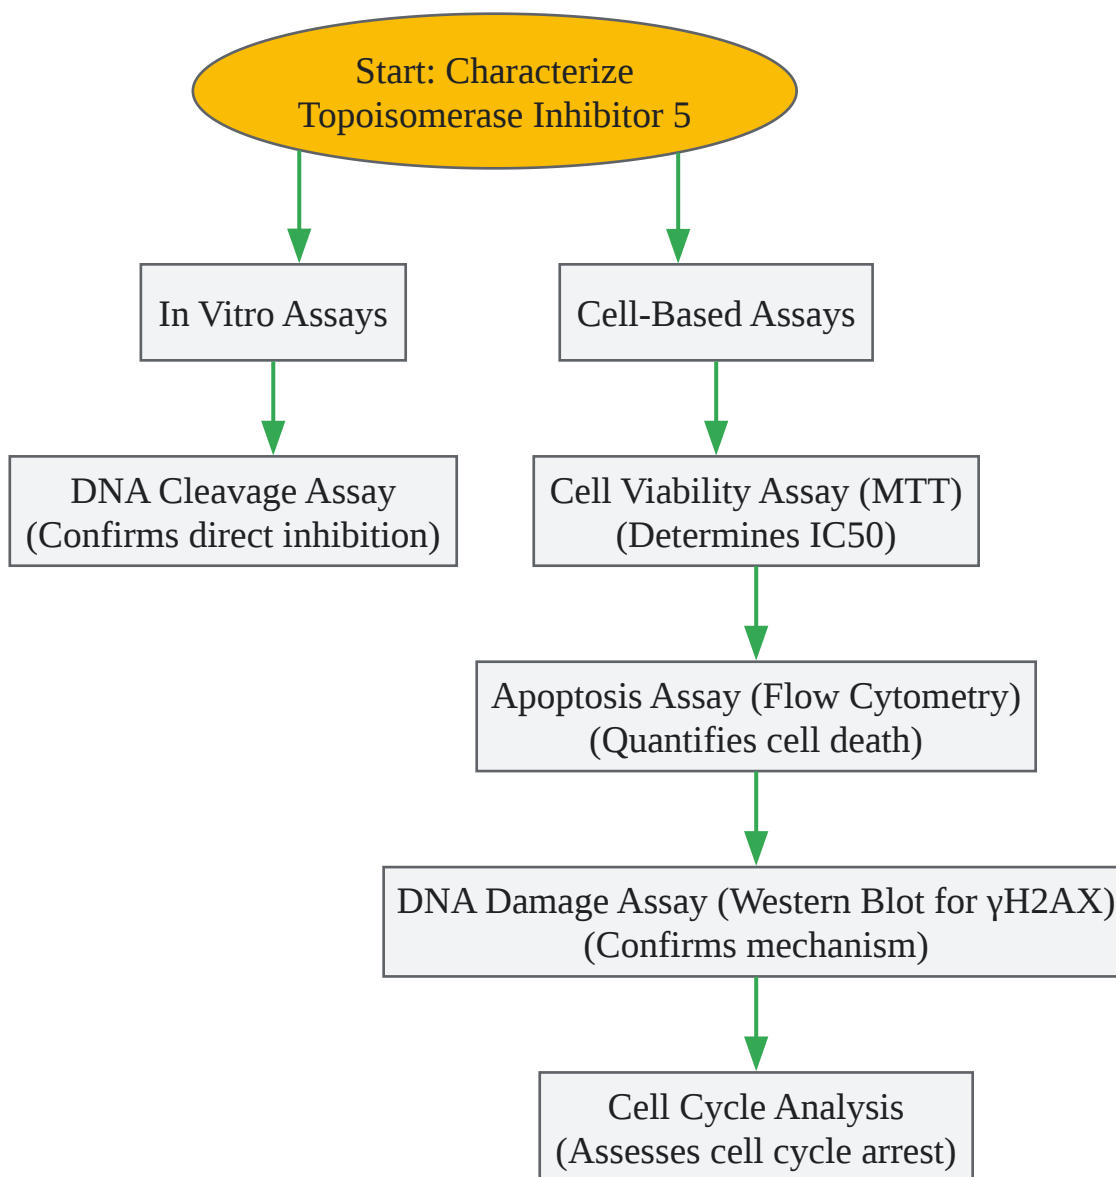 Start: Characterize
Topoisomerase Inhibitor 5
In Vitro Assays
Cell-Based Assays
DNA Cleavage Assay
(Confirms direct inhibition)
Cell Viability Assay (MTT)
(Determines IC50)
Apoptosis Assay (Flow Cytometry)
(Quantifies cell death)
DNA Damage Assay (Western Blot for γH2AX)
(Confirms mechanism)
Cell Cycle Analysis
(Assesses cell cycle arrest)